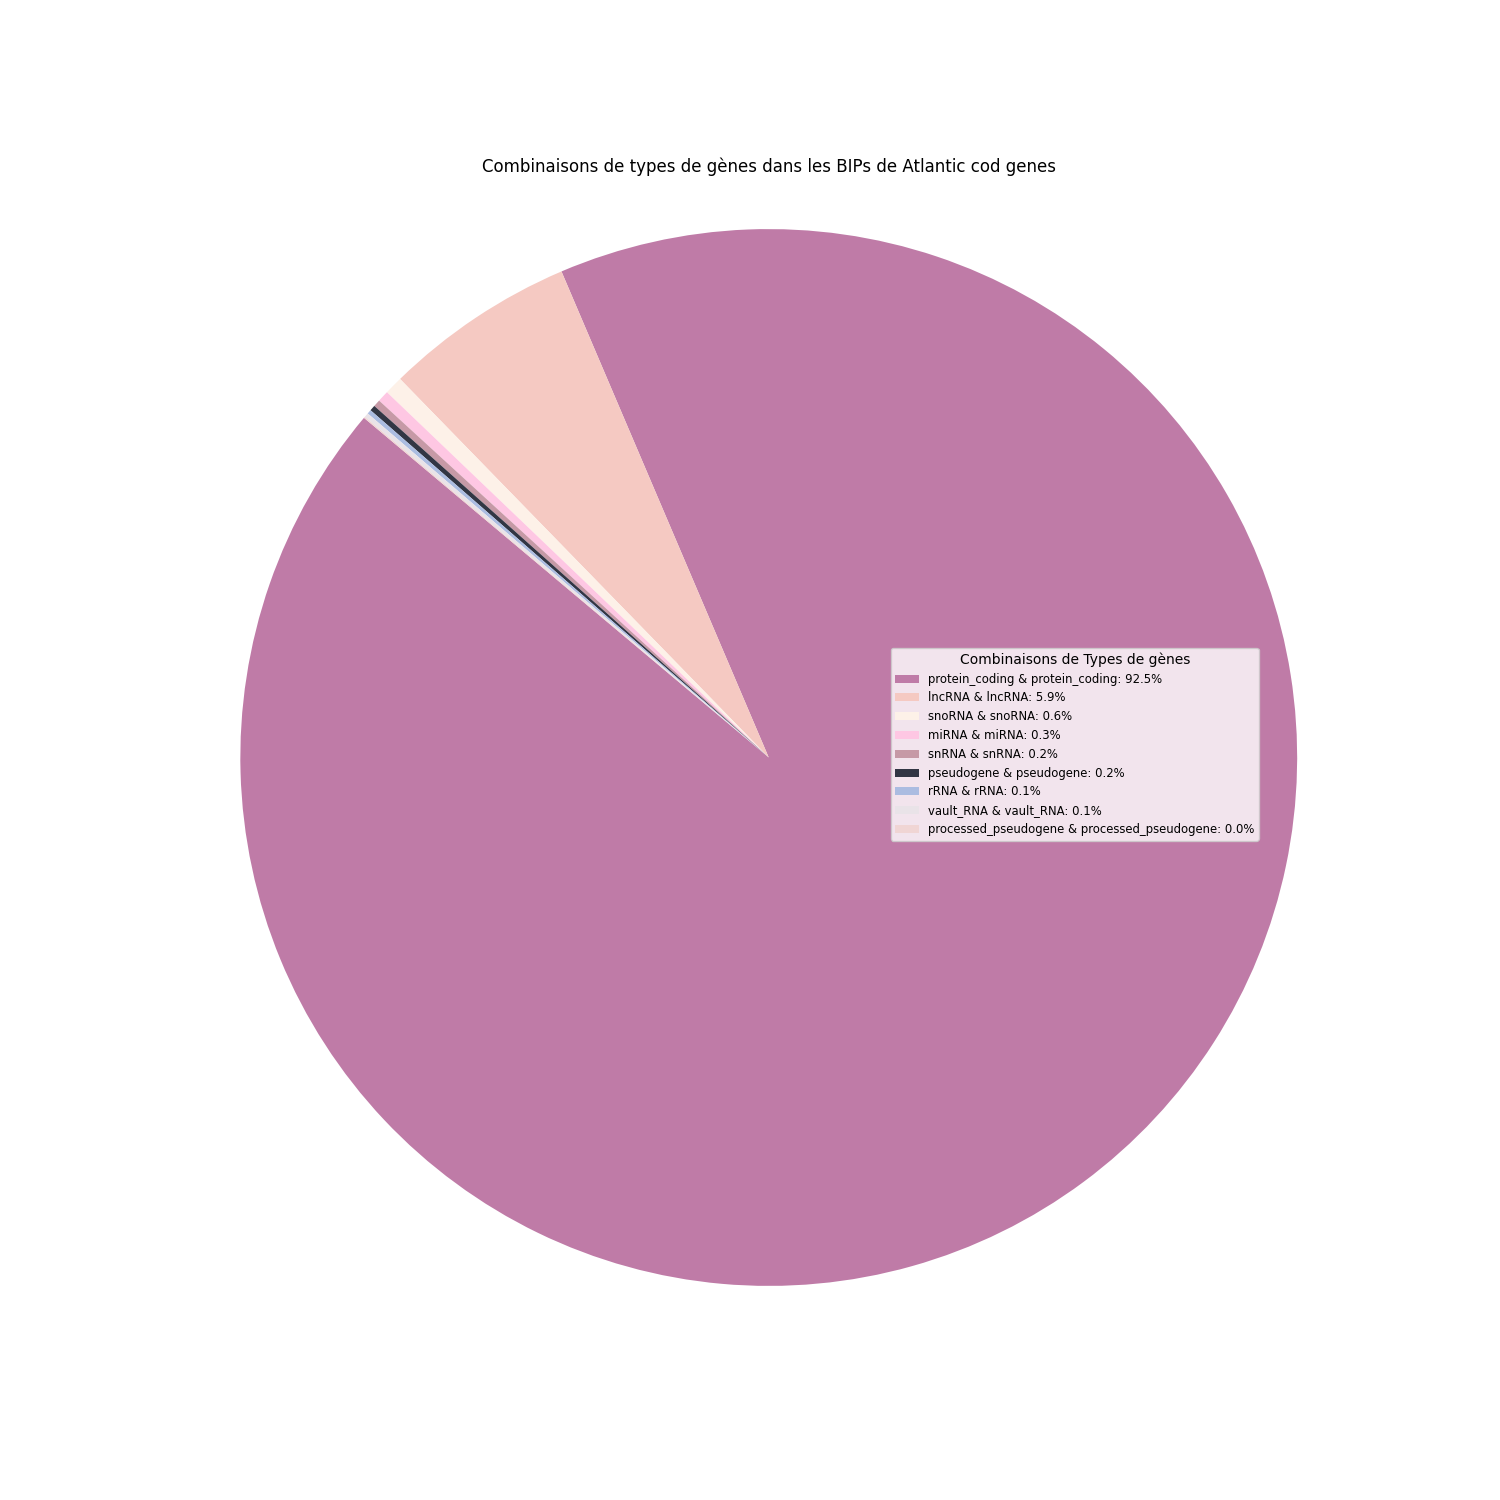 Combinaisons de types de gènes dans les BIPs de Atlantic cod genes
Combinaisons de Types de gènes
protein_coding & protein_coding: 92.5%
lncRNA & lncRNA: 5.9%
snoRNA & snoRNA: 0.6%
miRNA & miRNA: 0.3%
snRNA & snRNA: 0.2%
pseudogene & pseudogene: 0.2%
rRNA & rRNA: 0.1%
vault_RNA & vault_RNA: 0.1%
processed_pseudogene & processed_pseudogene: 0.0%